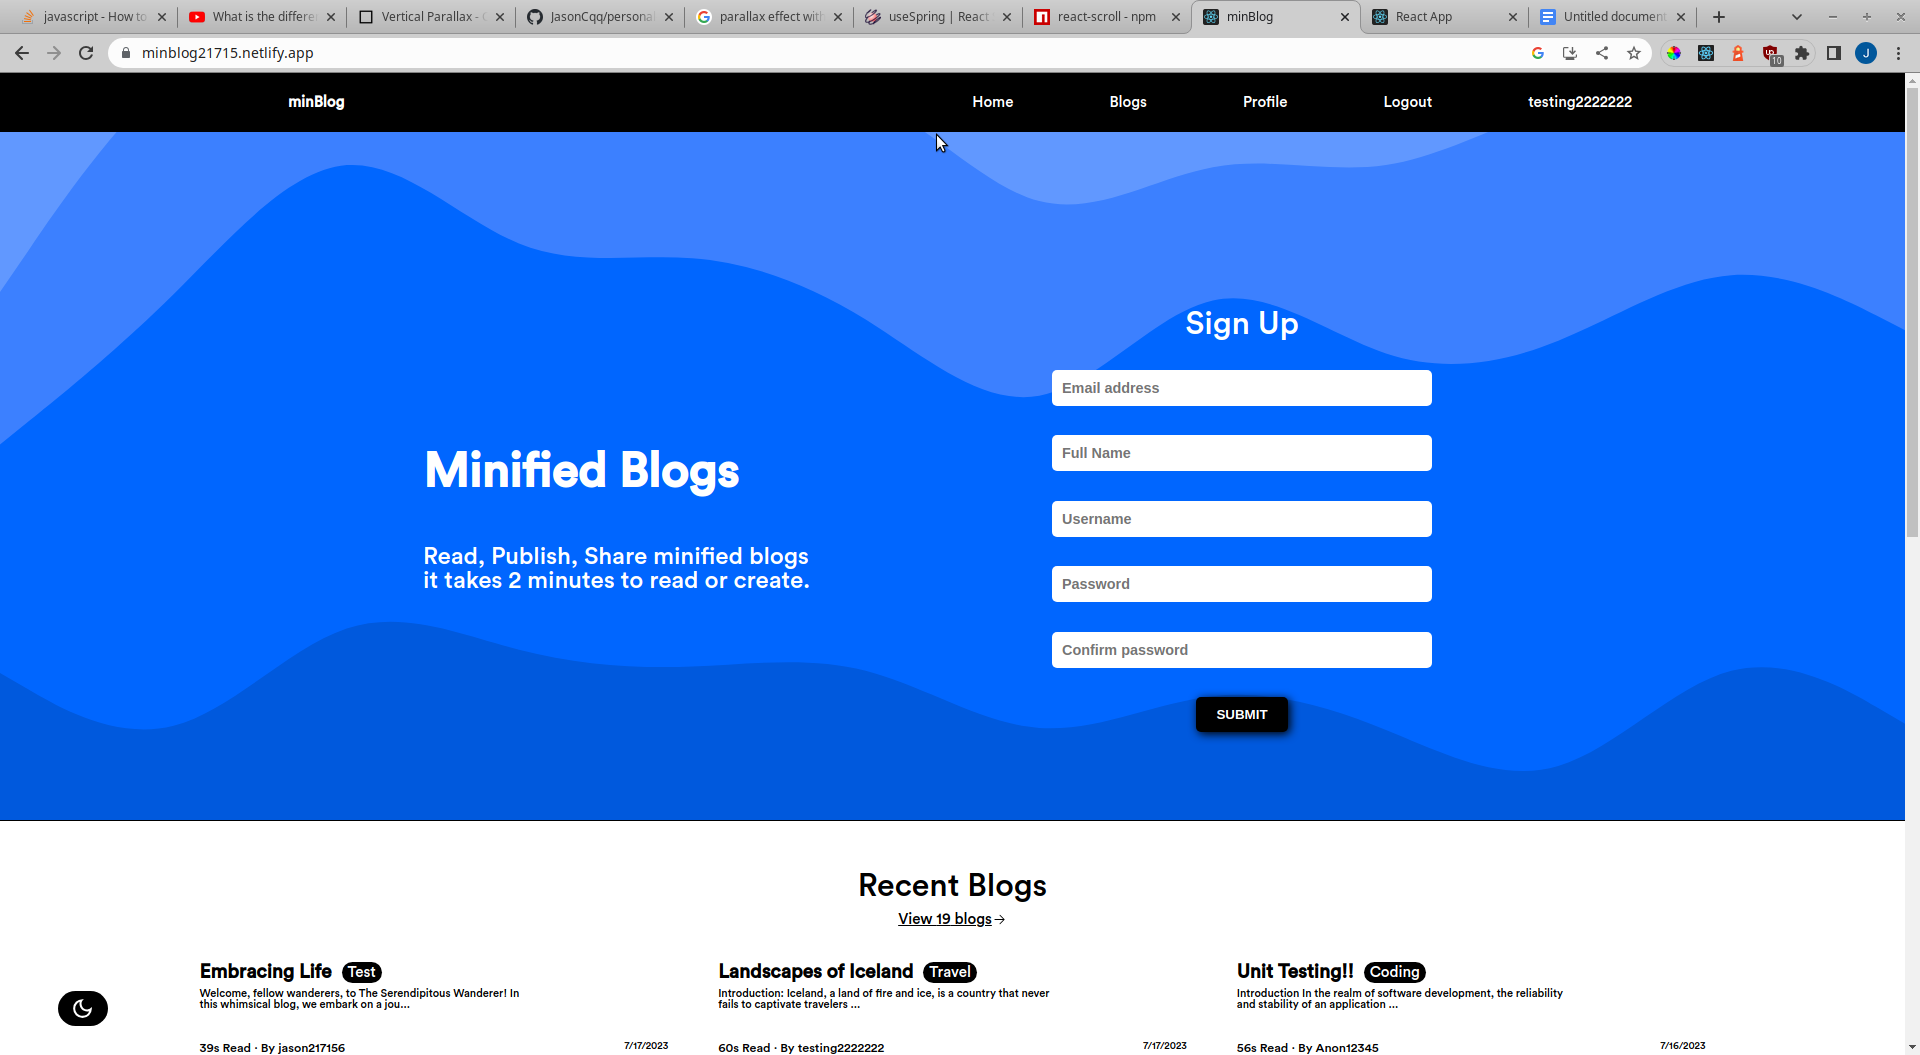 javascript - How to
What is the differe
Vertical Parallax -
JasonCqq/persona
parallax effect wit
useSpring | React
react-scroll - npm
minBlog
React App
Untitled document
minblog21715.netlify.app
10
J
minBlog
Home
Blogs
Profile
Logout
testing2222222
Sign Up
Email address
Full Name
Username
Password
Confirm password
SUBMIT
Minified Blogs
Read, Publish, Share minified blogs
it takes 2 minutes to read or create.
Recent Blogs
View 19 blogs→
Embracing Life Test
Welcome, fellow wanderers, to The Serendipitous Wanderer! In
this whimsical blog, we embark on a jou...
39s Read · By jason217156
7/17/2023
Landscapes of Iceland Travel
Introduction: Iceland, a land of fire and ice, is a country that never
fails to captivate travelers ...
60s Read · By testing2222222
7/17/2023
Unit Testing!! Coding
Introduction In the realm of software development, the reliability
and stability of an application ...
56s Read · By Anon12345
7/16/2023